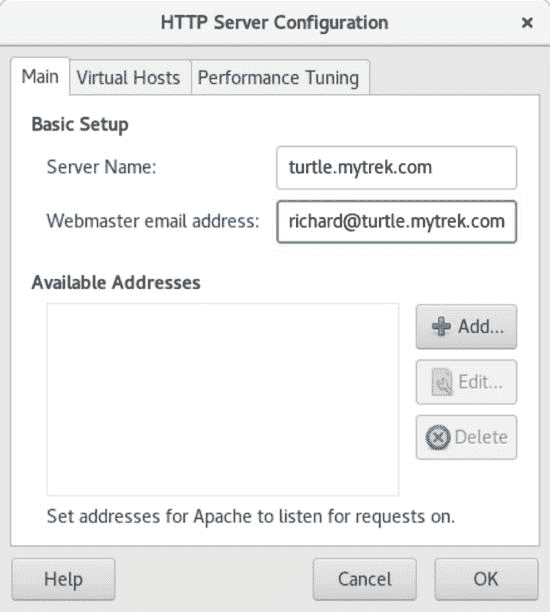 HTTP Server Configuration
Main Virtual Hosts Performance Tuning
Basic Setup
Server Name: turtle.mytrek.com
Webmaster email address: richard@turtle.mytrek.com
Available Addresses
Add...
Edit...
Delete
Set addresses for Apache to listen for requests on.
Help Cancel OK